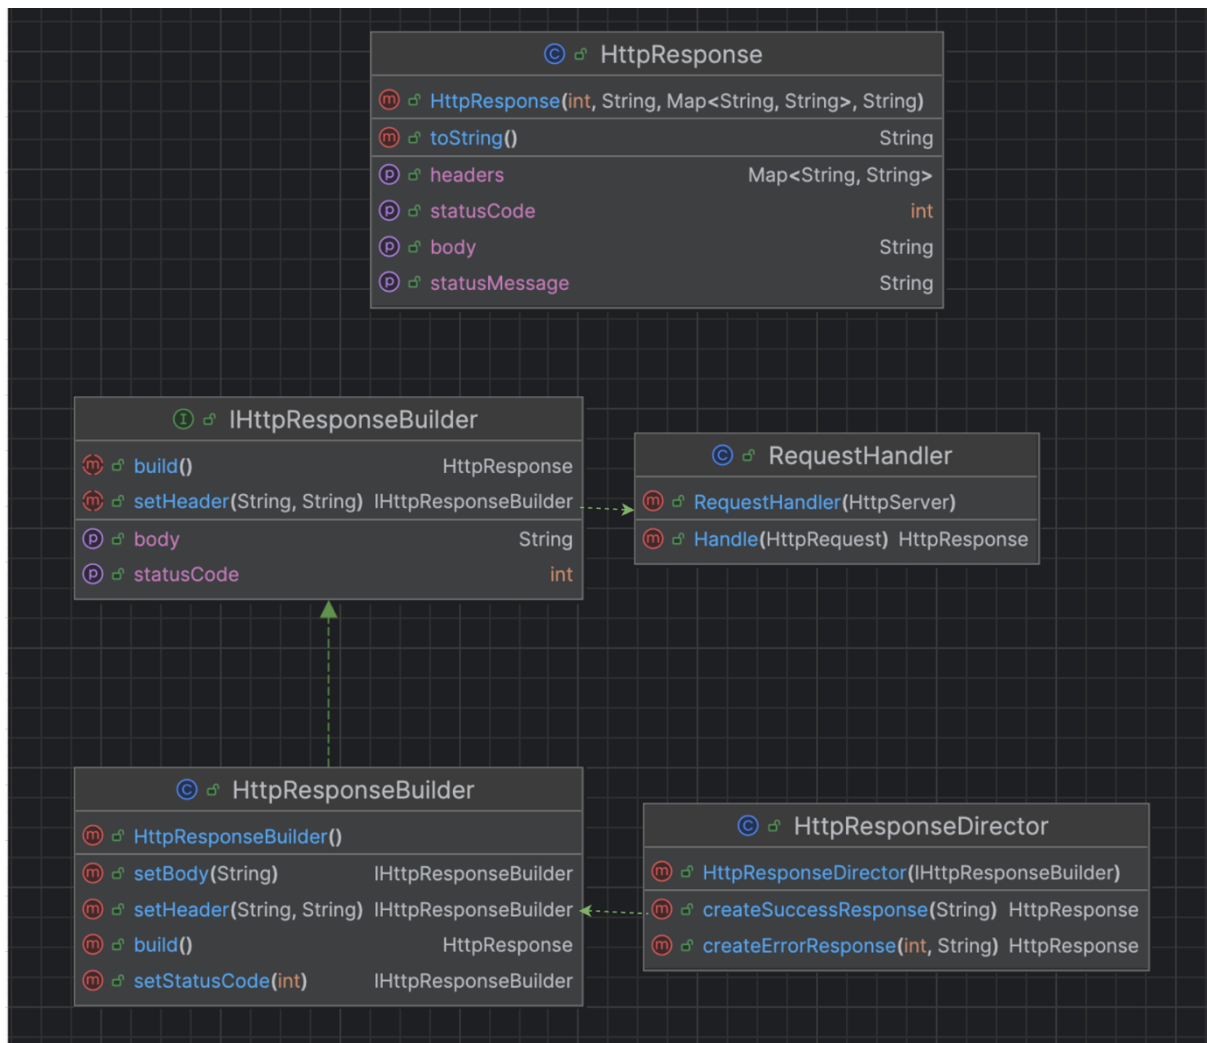 HttpResponse
HttpResponse(int, String, Map<String, String>, String)
toString() String
headers Map<String, String>
statusCode int
body String
statusMessage String
IHttpResponseBuilder
build() HttpResponse
setHeader(String, String) IHttpResponseBuilder
body String
statusCode int
RequestHandler
RequestHandler(HttpServer)
Handle(HttpRequest) HttpResponse
HttpResponseBuilder
HttpResponseBuilder()
setBody(String) IHttpResponseBuilder
setHeader(String, String) IHttpResponseBuilder
build() HttpResponse
setStatusCode(int) IHttpResponseBuilder
HttpResponseDirector
HttpResponseDirector(IHttpResponseBuilder)
createSuccessResponse(String) HttpResponse
createErrorResponse(int, String) HttpResponse